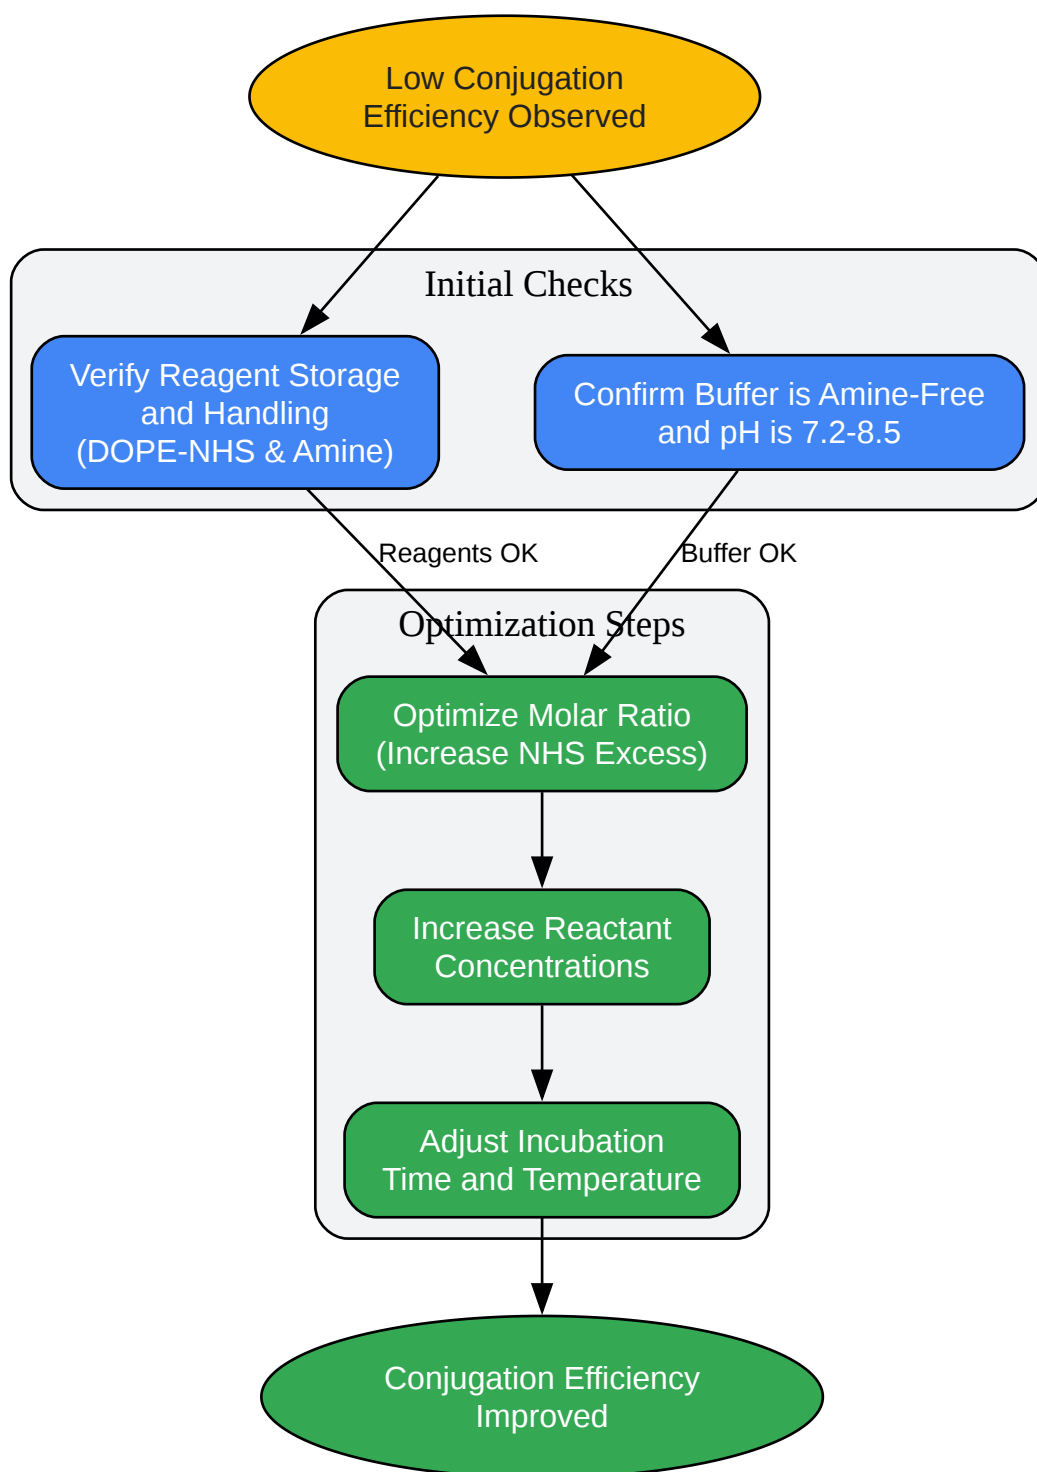 Low Conjugation
Efficiency Observed
Initial Checks
Verify Reagent Storage
and Handling
(DOPE-NHS & Amine)
Confirm Buffer is Amine-Free
and pH is 7.2-8.5
Reagents OK
Buffer OK
Optimization Steps
Optimize Molar Ratio
(Increase NHS Excess)
Increase Reactant
Concentrations
Adjust Incubation
Time and Temperature
Conjugation Efficiency
Improved